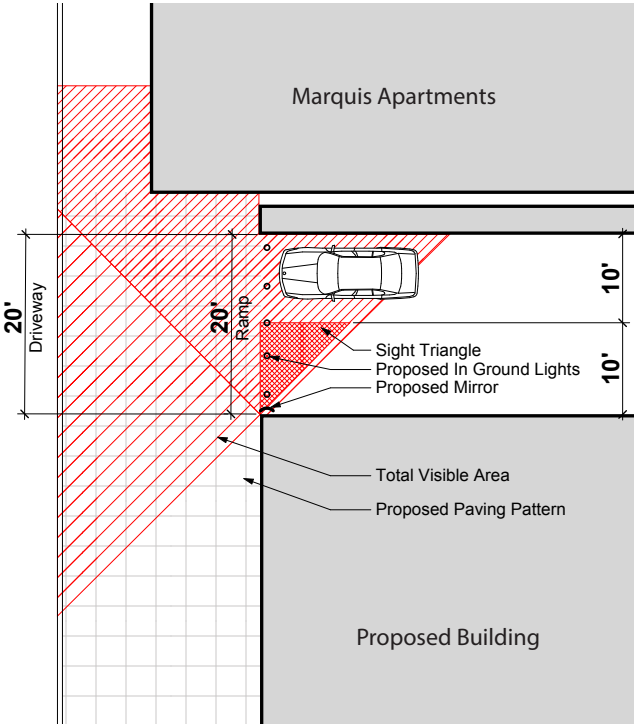 Marquis Apartments
20'
Driveway
20'
Ramp
10'
10'
Sight Triangle
Proposed In Ground Lights
Proposed Mirror
Total Visible Area
Proposed Paving Pattern
Proposed Building